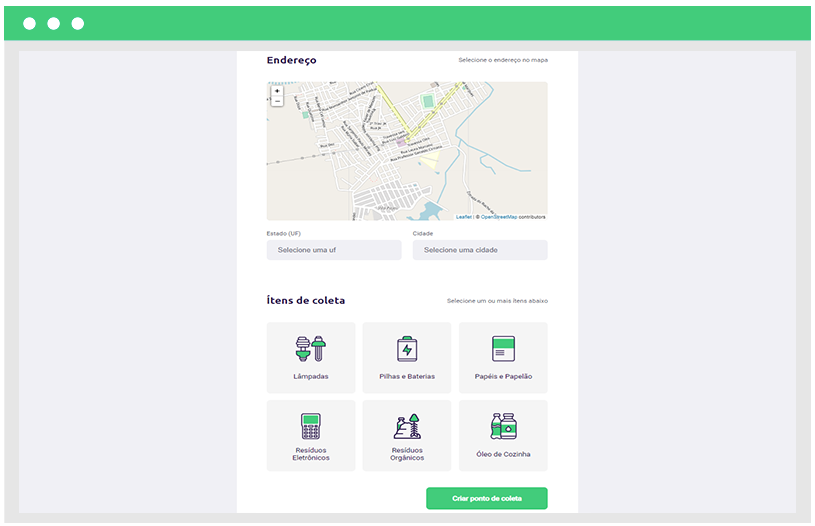 Endereço
Selecione o endereço no mapa
+
−
Leaflet | © OpenStreetMap contributors
Estado (UF)
Cidade
Selecione uma uf
Selecione uma cidade
Ítens de coleta
Selecione um ou mais ítens abaixo
Lâmpadas
Pilhas e Baterias
Papéis e Papelão
Resíduos
Eletrônicos
Resíduos
Orgânicos
Óleo de Cozinha
Criar ponto de coleta